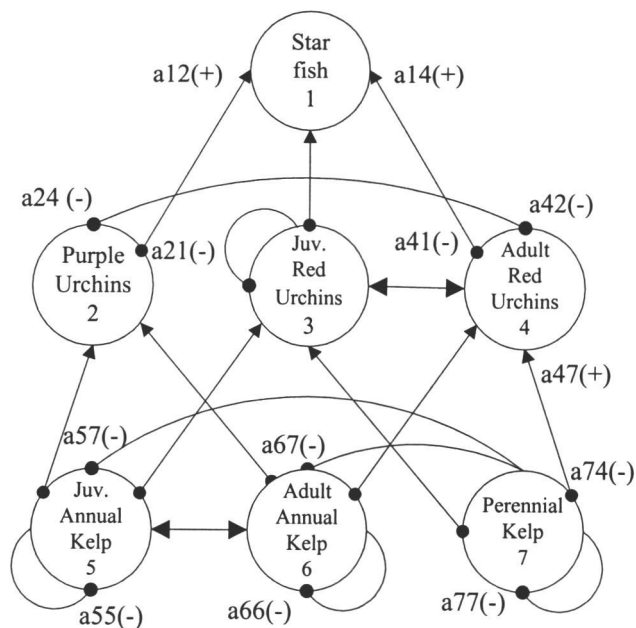 Star
fish
1
a12(+)
a14(+)
a24 (-)
a42(-)
Purple
Urchins
2
a21(-)
Juv.
Red
Urchins
3
a41(-)
Adult
Red
Urchins
4
a47(+)
a57(-)
a67(-)
a74(-)
Juv.
Annual
Kelp
5
Adult
Annual
Kelp
6
Perennial
Kelp
7
a55(-)
a66(-)
a77(-)